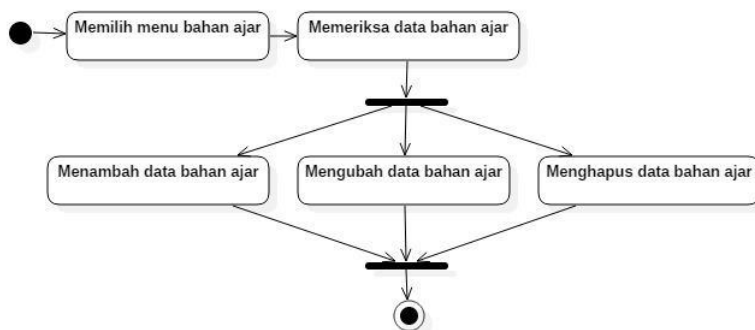 Memilih menu bahan ajar
Memeriksa data bahan ajar
Menambah data bahan ajar
Mengubah data bahan ajar
Menghapus data bahan ajar